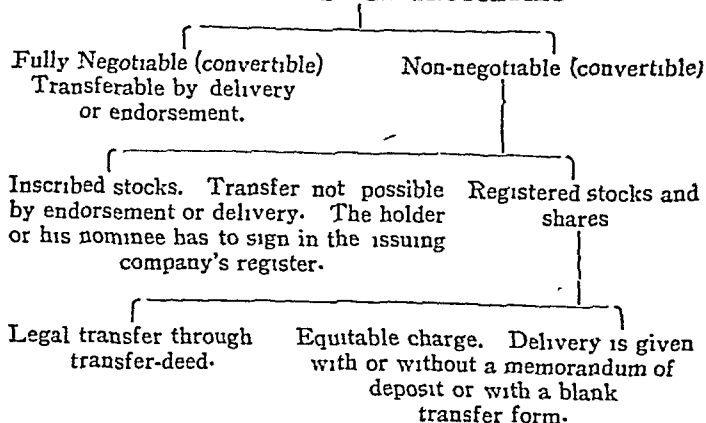 Fully Negotiable (convertible)
Transferable by delivery
or endorsement.
Non-negotiable (convertible)
Inscribed stocks. Transfer not possible
by endorsement or delivery. The holder
or his nominee has to sign in the issuing
company's register.
Registered stocks and
shares
Legal transfer through
transfer-deed.
Equitable charge. Delivery is given
with or without a memorandum of
deposit or with a blank
transfer form.